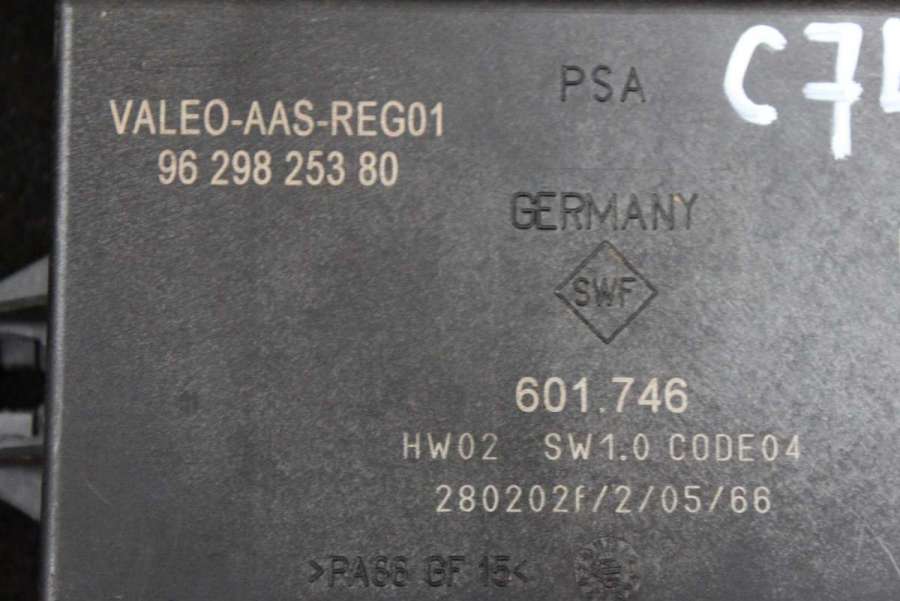 PSA
C7
VALEO-AAS-REG01
96 298 253 80
GERMANY
SWF
601.746
HW02 SW1.0 CODE04
280202f/2/05/66
>PA66 GF 15<